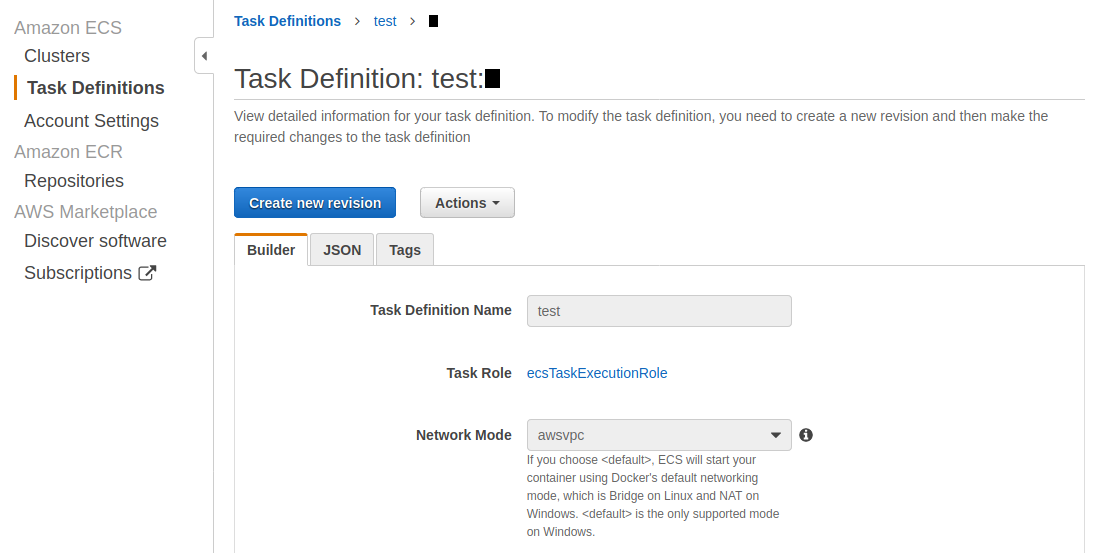 Amazon ECS
Clusters
Task Definitions
Account Settings
Amazon ECR
Repositories
AWS Marketplace
Discover software
Subscriptions
Task Definitions > test >
Task Definition: test:
View detailed information for your task definition. To modify the task definition, you need to create a new revision and then make the
required changes to the task definition
Create new revision
Actions
Builder
JSON
Tags
Task Definition Name
test
Task Role
ecsTaskExecutionRole
Network Mode
awsvpc
If you choose <default>, ECS will start your
container using Docker's default networking
mode, which is Bridge on Linux and NAT on
Windows. <default> is the only supported mode
on Windows.